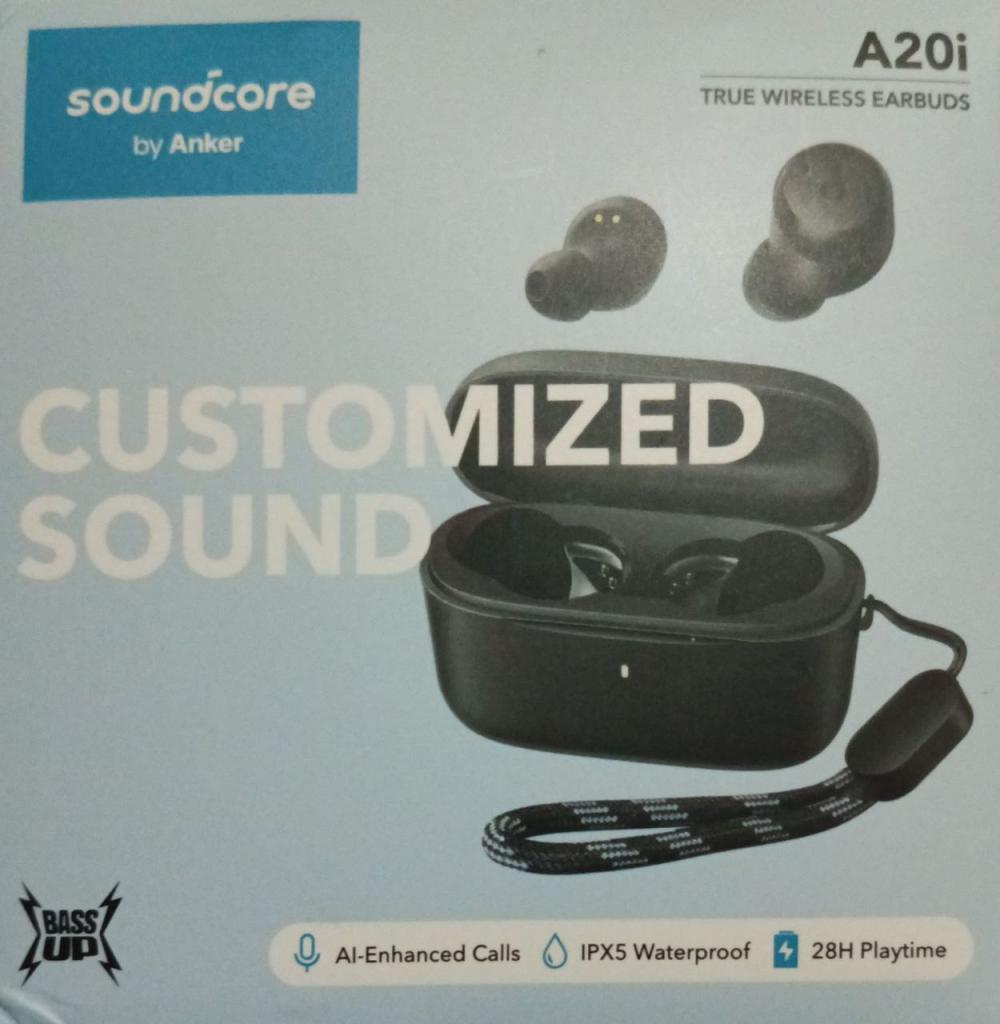 soundcore
by Anker
A20i
TRUE WIRELESS EARBUDS
CUSTOMIZED
SOUND
BASS
UP
AI-Enhanced Calls
IPX5 Waterproof
28H Playtime